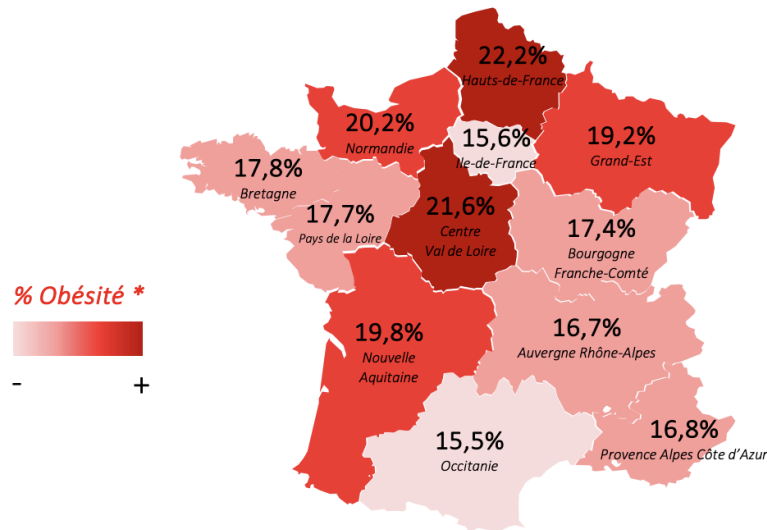 22,2%
Hauts-de-France
20,2%
Normandie
15,6%
Ile-de-France
19,2%
Grand-Est
17,8%
Bretagne
17,7%
Pays de la Loire
21,6%
Centre
Val de Loire
17,4%
Bourgogne
Franche-Comté
% Obésité *
- +
19,8%
Nouvelle
Aquitaine
16,7%
Auvergne Rhône-Alpes
15,5%
Occitanie
16,8%
Provence Alpes Côte d'Azur